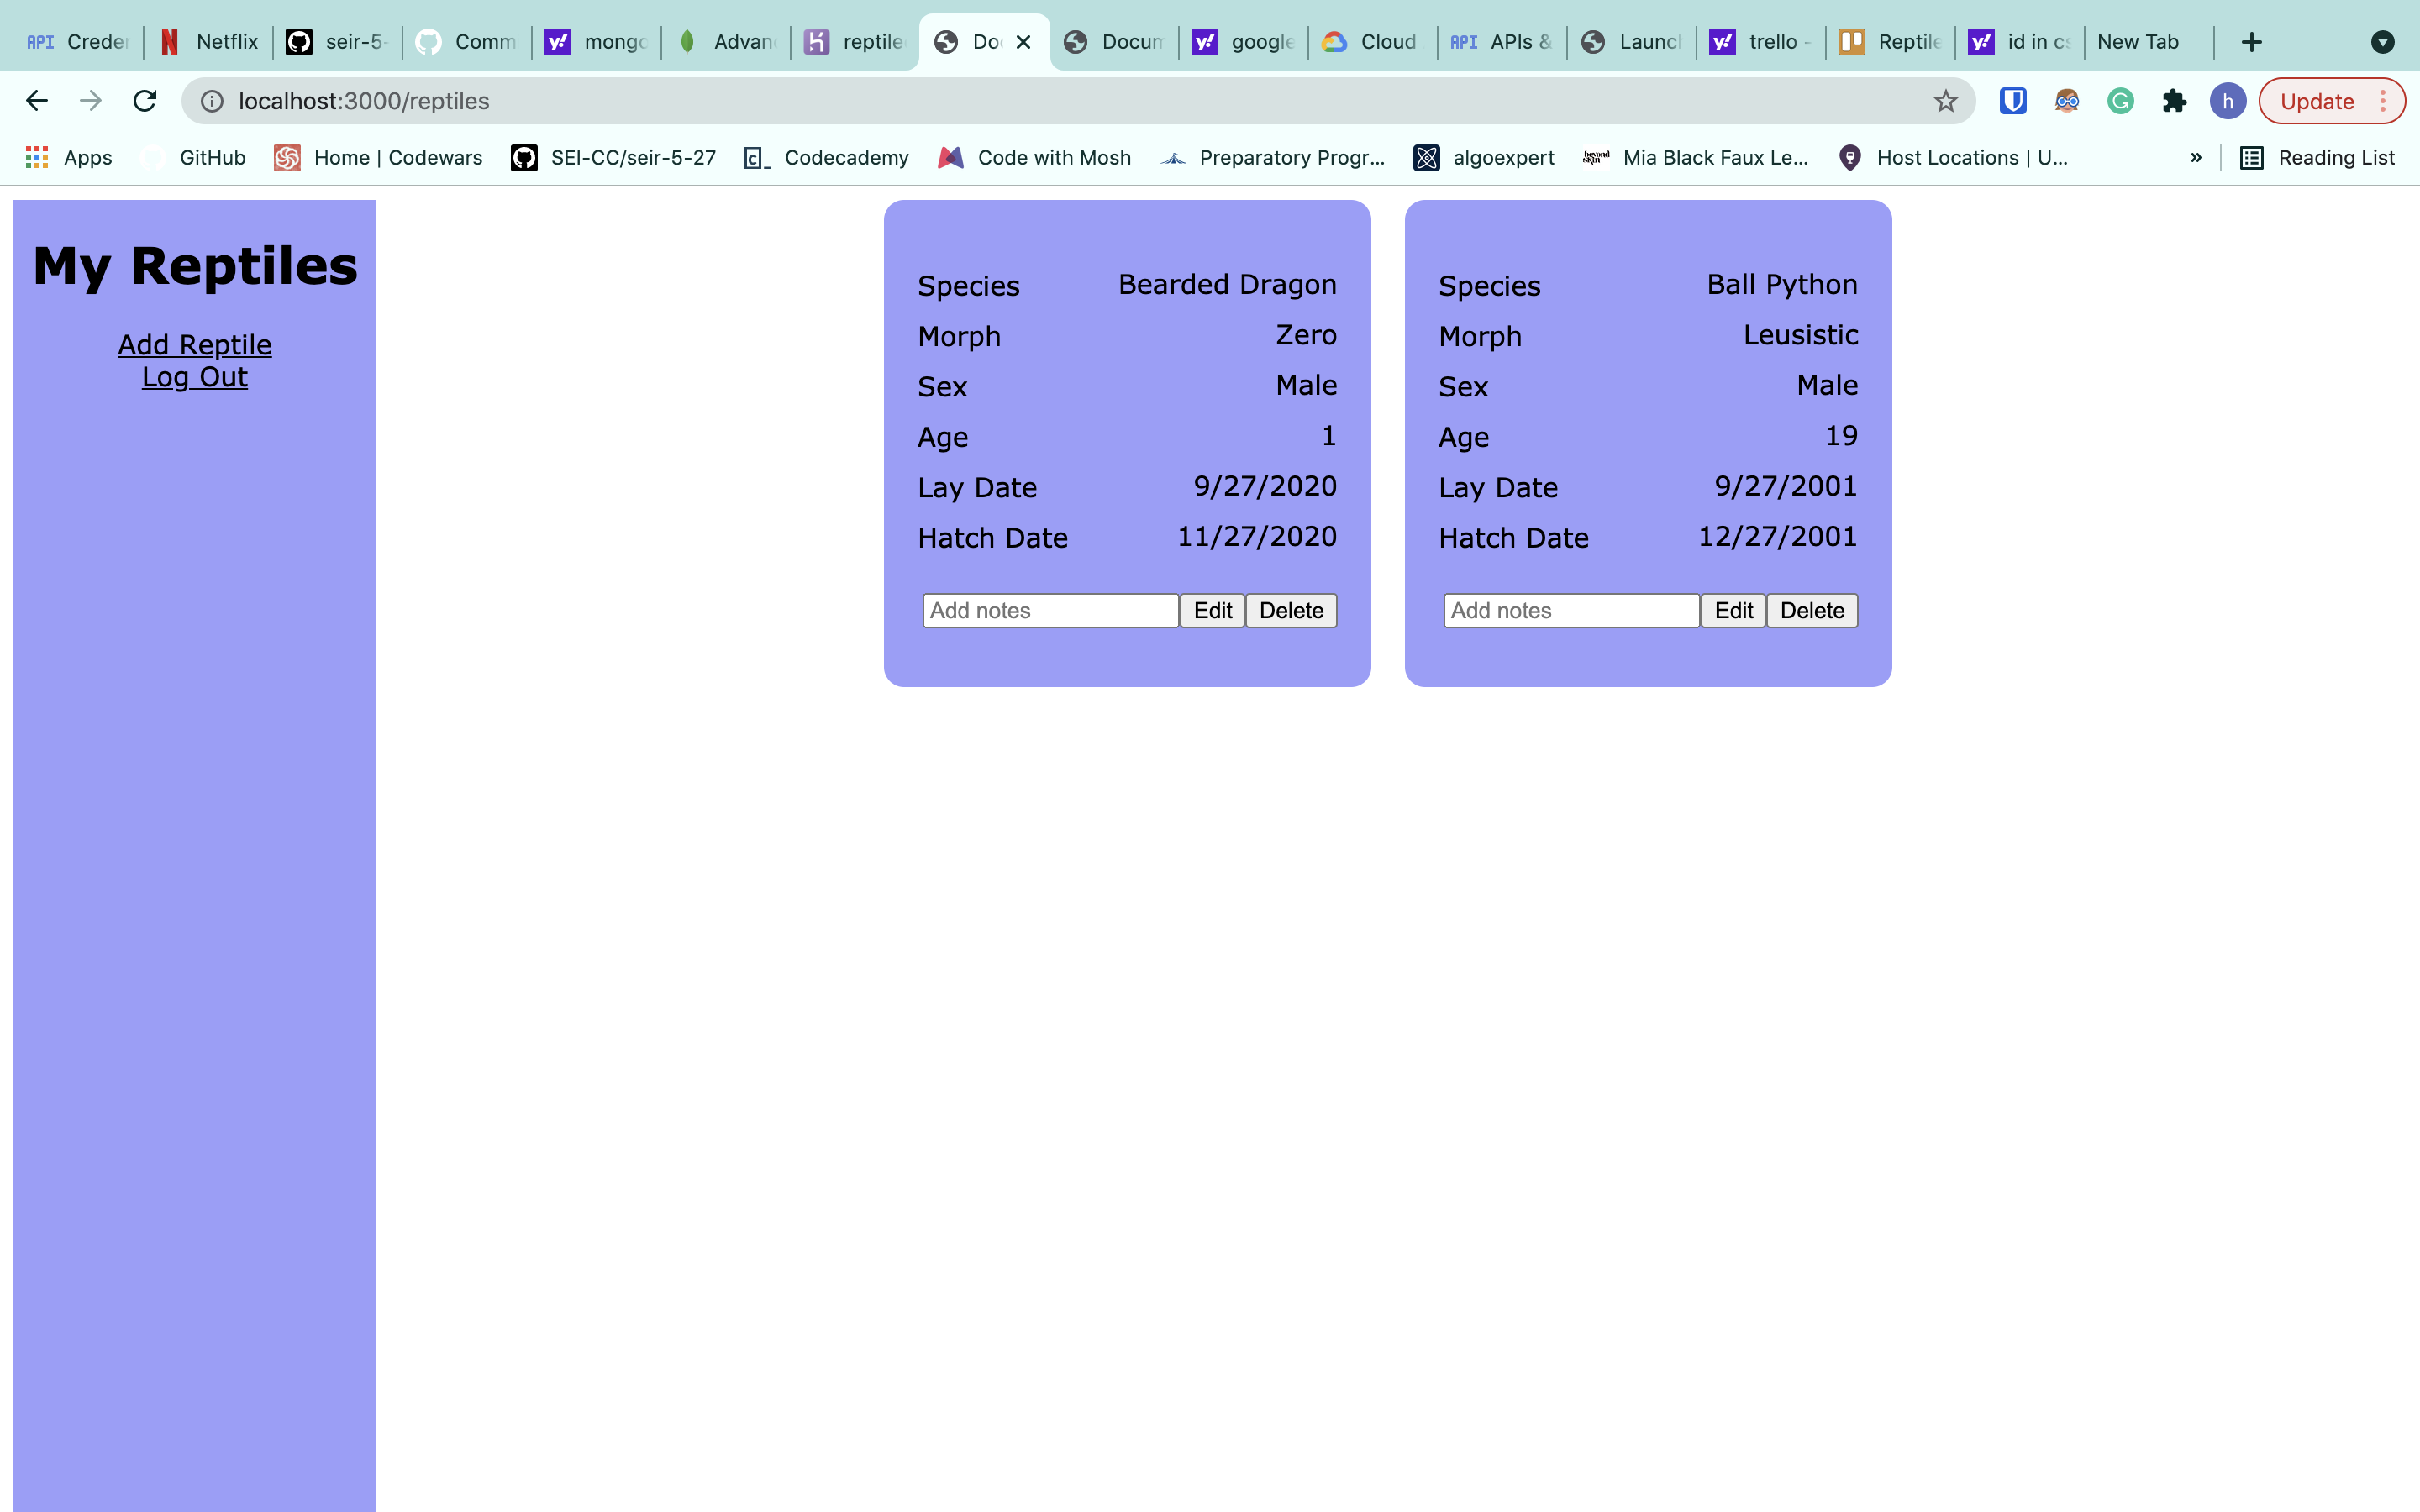 API Creder Netflix seir-5- Comm mongo Advan reptile Do Docum google Cloud API APIs & Launch trello - Reptile id in cs New Tab
localhost:3000/reptiles h Update
Apps GitHub Home | Codewars SEI-CC/seir-5-27 Codecademy Code with Mosh Preparatory Progr... algoexpert Mia Black Faux Le... Host Locations | U... » Reading List
My Reptiles
Add Reptile
Log Out
Species Bearded Dragon
Morph Zero
Sex Male
Age 1
Lay Date 9/27/2020
Hatch Date 11/27/2020
Add notes Edit Delete
Species Ball Python
Morph Leusistic
Sex Male
Age 19
Lay Date 9/27/2001
Hatch Date 12/27/2001
Add notes Edit Delete